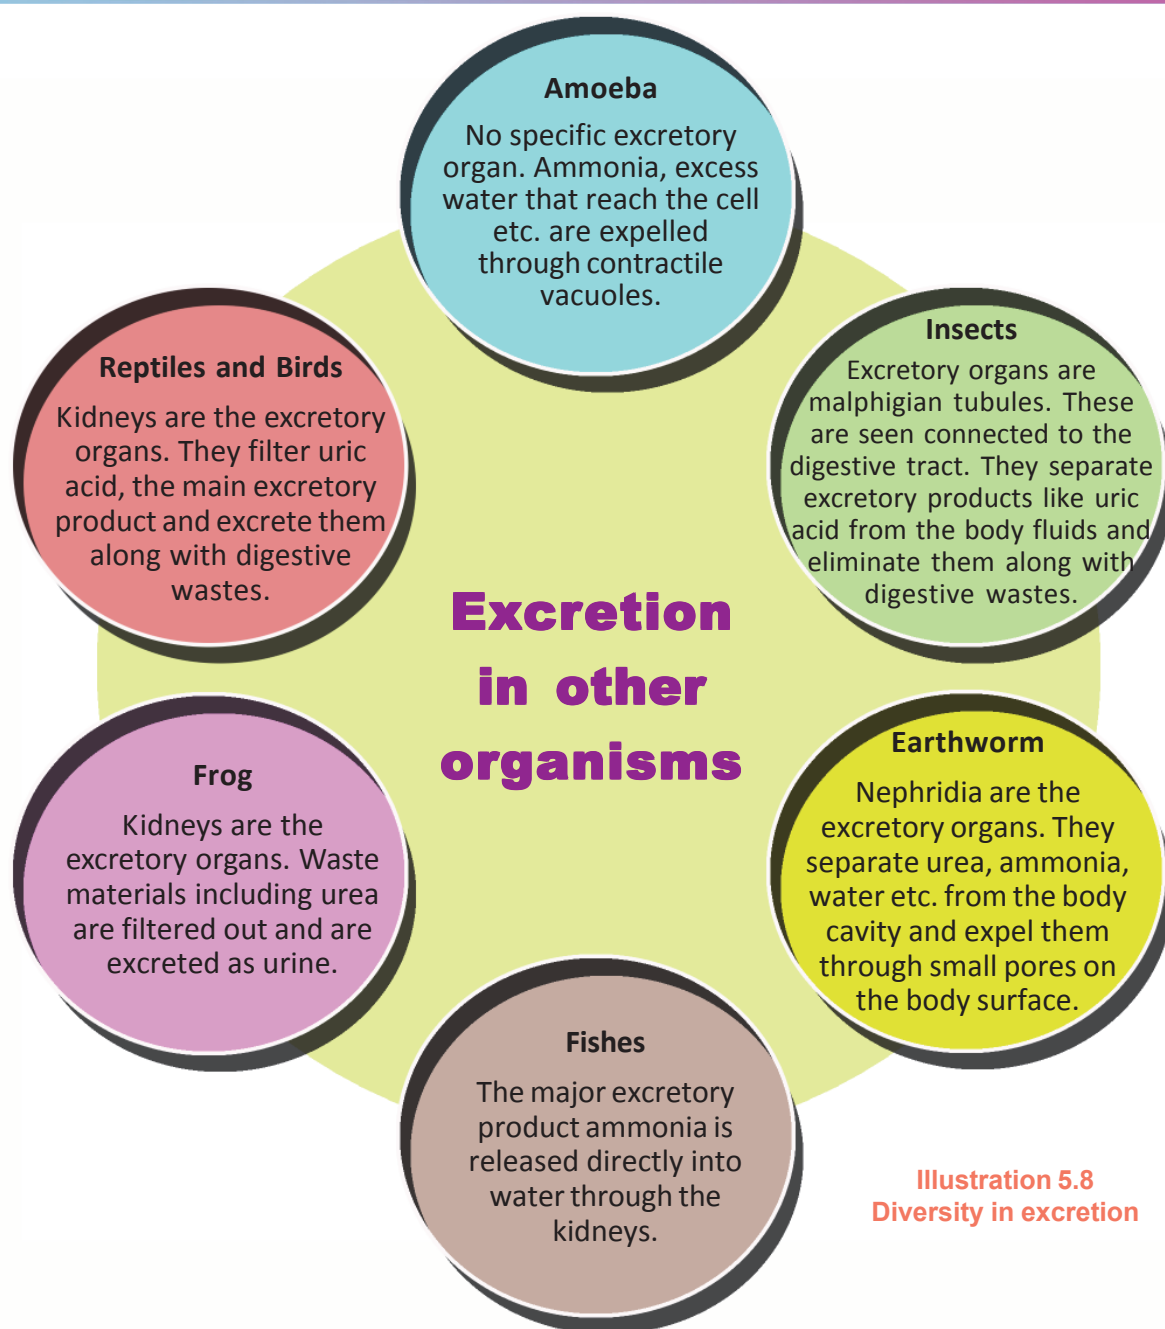 Amoeba
No specific excretory
organ. Ammonia, excess
water that reach the cell
etc. are expelled
through contractile
vacuoles.
Insects
Excretory organs are
malphigian tubules. These
are seen connected to the
digestive tract. They separate
excretory products like uric
acid from the body fluids and
eliminate them along with
digestive wastes.
Earthworm
Nephridia are the
excretory organs. They
separate urea, ammonia,
water etc. from the body
cavity and expel them
through small pores on
the body surface.
Fishes
The major excretory
product ammonia is
released directly into
water through the
kidneys.
Frog
Kidneys are the
excretory organs. Waste
materials including urea
are filtered out and are
excreted as urine.
Reptiles and Birds
Kidneys are the excretory
organs. They filter uric
acid, the main excretory
product and excrete them
along with digestive
wastes.
Excretion
in other
organisms
Illustration 5.8
Diversity in excretion